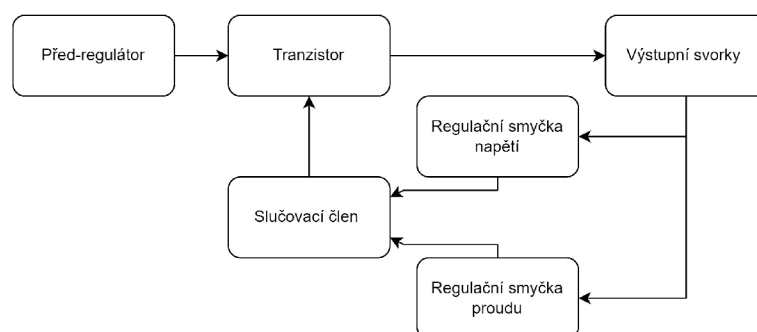 Před-regulátor
Tranzistor
Výstupní svorky
Regulační smyčka
napětí
Slučovací člen
Regulační smyčka
proudu